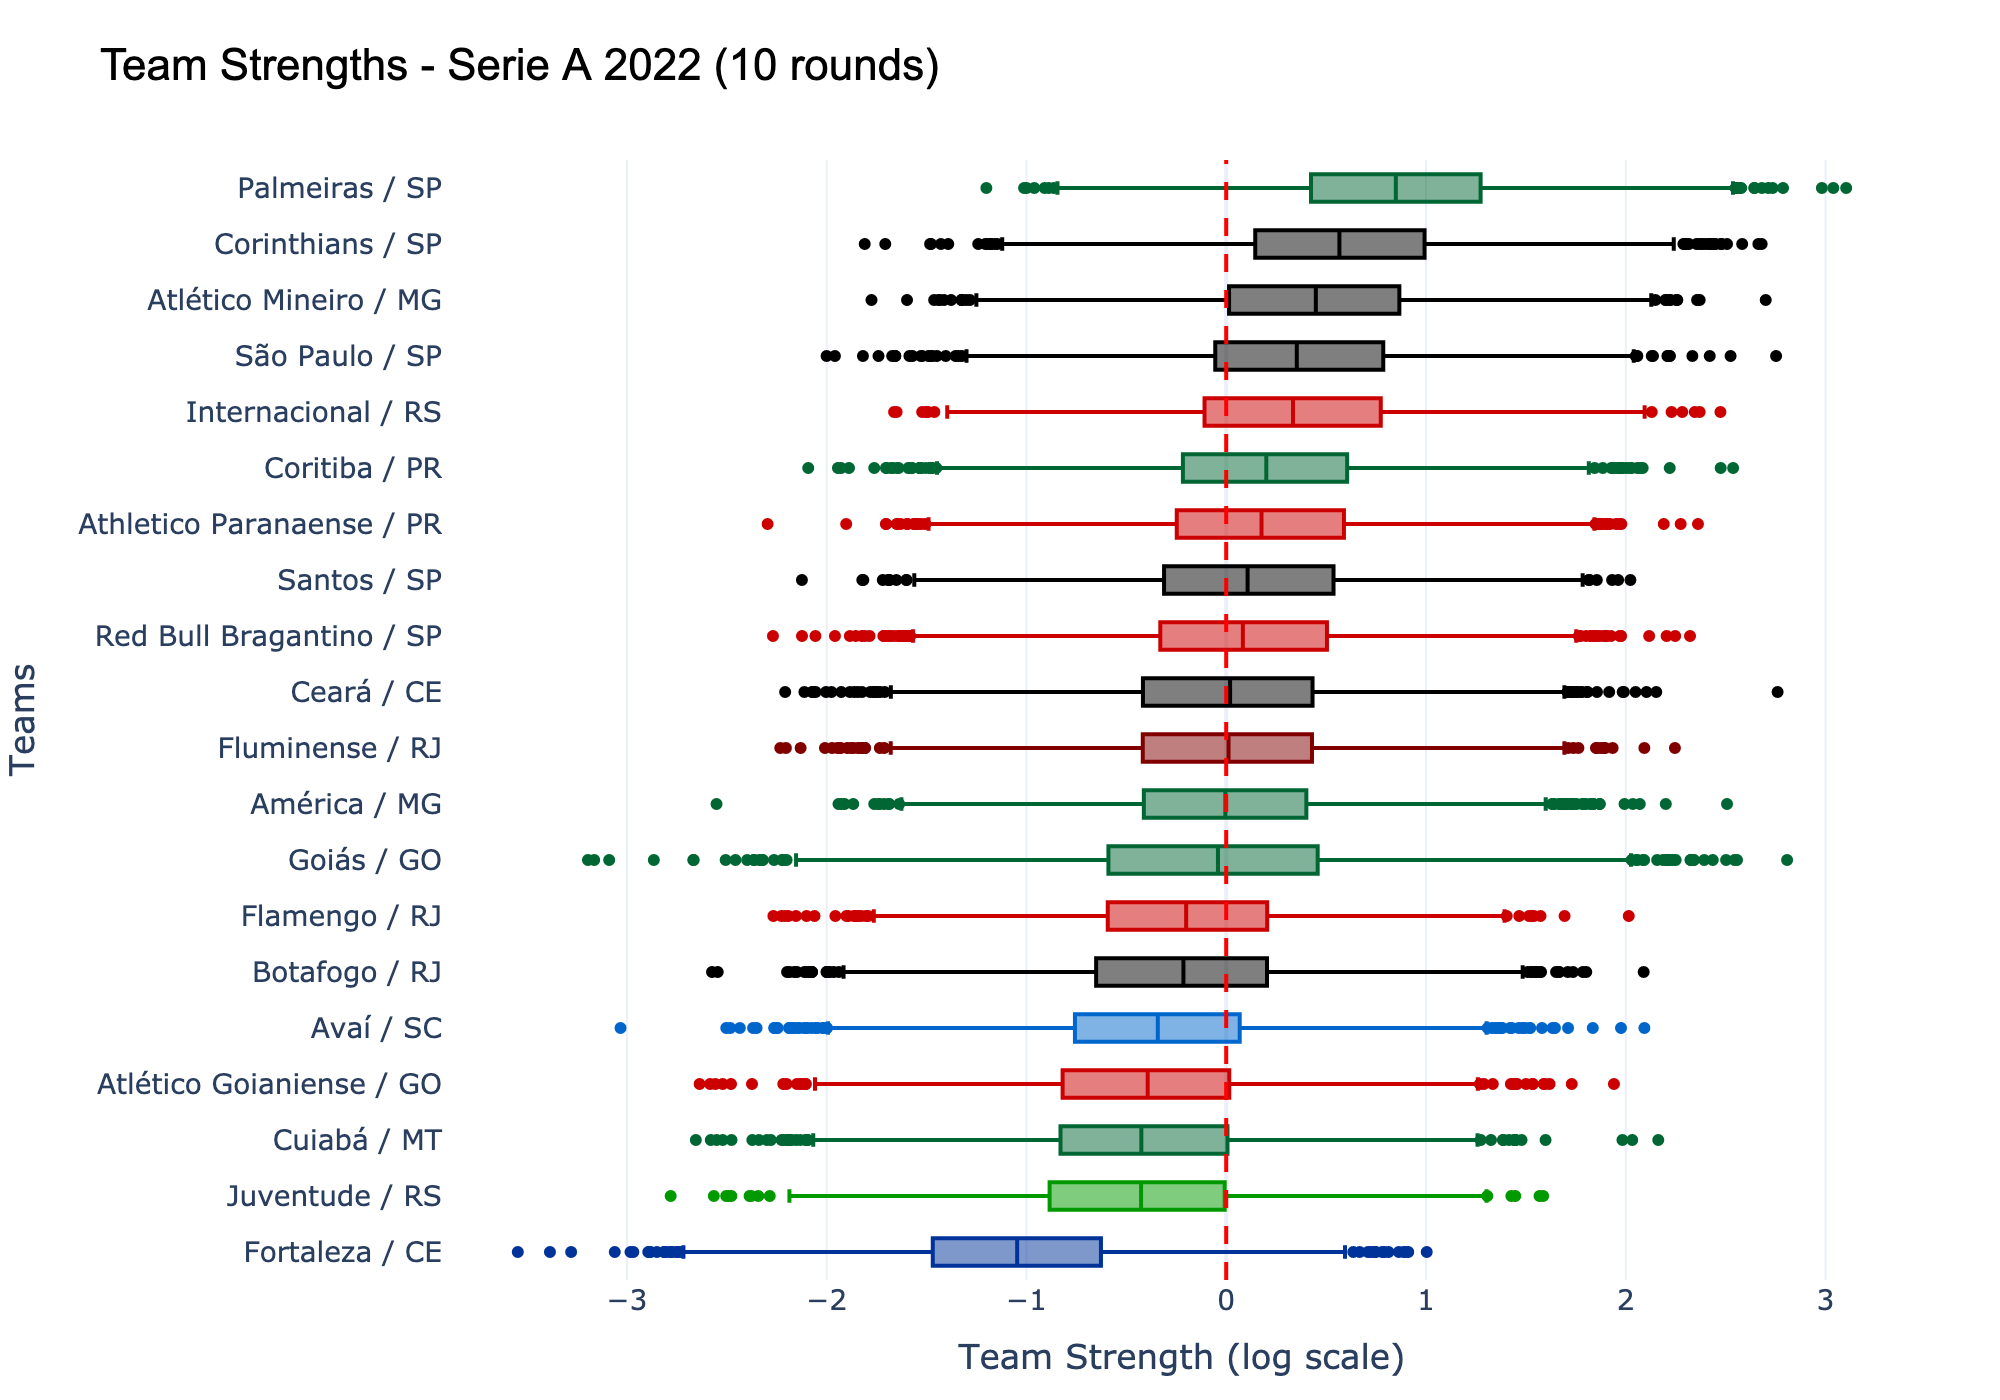 Team Strengths - Serie A 2022 (10 rounds)
Palmeiras / SP
Corinthians / SP
Atlético Mineiro / MG
São Paulo / SP
Internacional / RS
Coritiba / PR
Athletico Paranaense / PR
Santos / SP
Red Bull Bragantino / SP
Ceará / CE
Fluminense / RJ
América / MG
Goiás / GO
Flamengo / RJ
Botafogo / RJ
Avaí / SC
Atlético Goianiense / GO
Cuiabá / MT
Juventude / RS
Fortaleza / CE
Teams
−3 −2 −1 0 1 2 3
Team Strength (log scale)